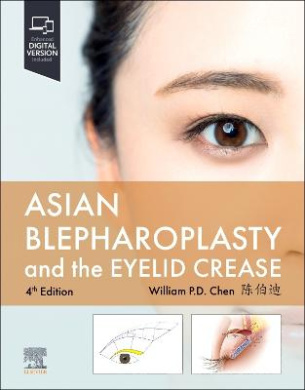 Enhanced
DIGITAL
VERSION
Included
ASIAN
BLEPHAROPLASTY
and the EYELID CREASE
4th Edition
William P.D. Chen 陈伯迪
ELSEVIER